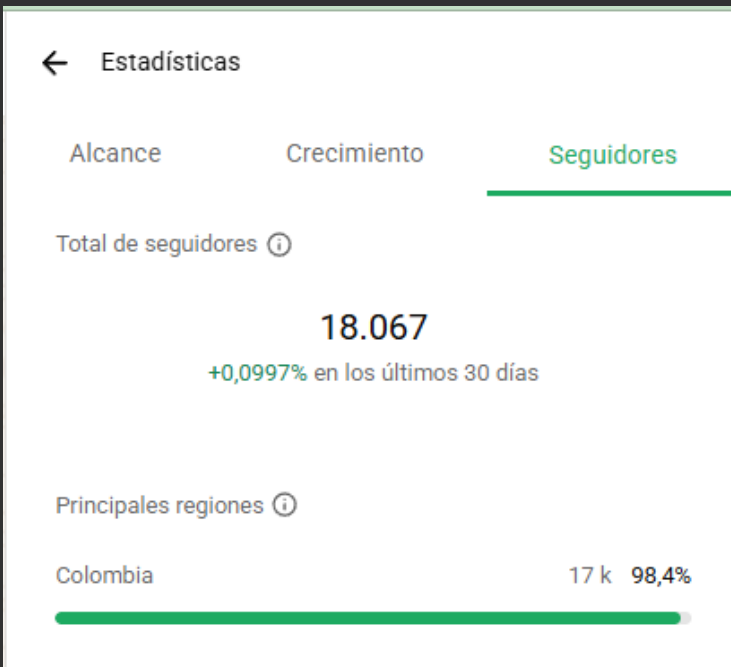 Estadísticas
Alcance Crecimiento Seguidores
Total de seguidores
18.067
+0,0997% en los últimos 30 días
Principales regiones
Colombia 17 k 98,4%